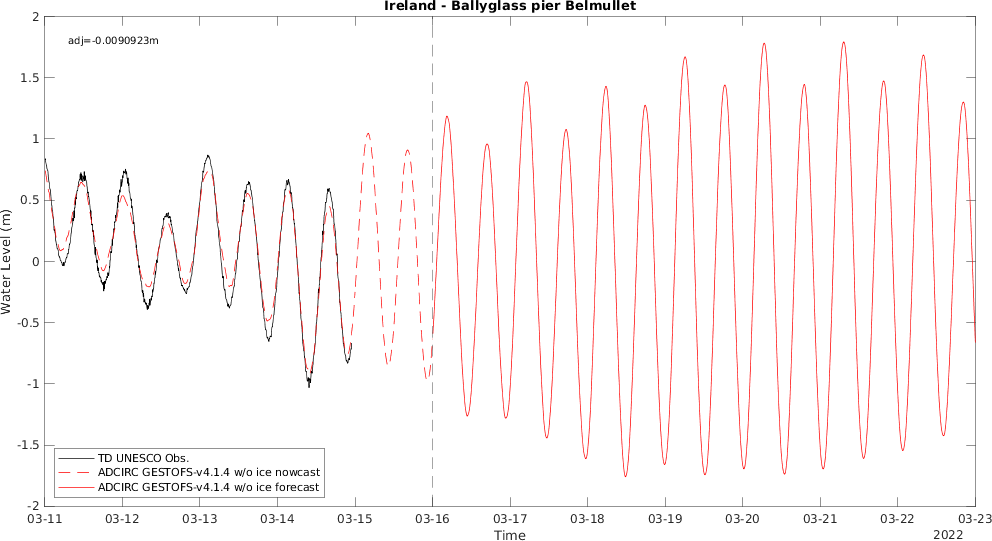 Ireland - Ballyglass pier Belmullet
adj=-0.0090923m
2
1.5
1
0.5
0
-0.5
-1
-1.5
-2
Water Level (m)
TD UNESCO Obs.
ADCIRC GESTOFS-v4.1.4 w/o ice nowcast
ADCIRC GESTOFS-v4.1.4 w/o ice forecast
03-11 03-12 03-13 03-14 03-15 03-16 03-17 03-18 03-19 03-20 03-21 03-22 03-23
Time
2022